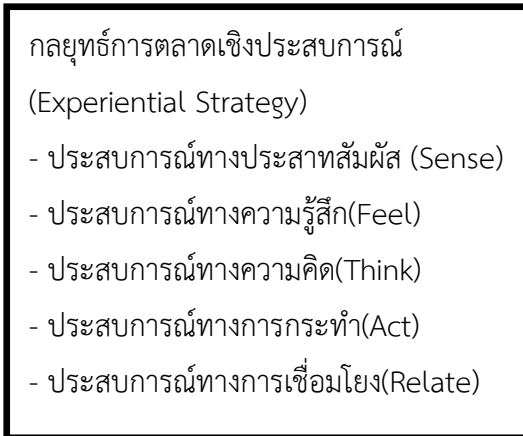 กลยุทธ์การตลาดเชิงประสบการณ์
(Experiential Strategy)
- ประสบการณ์ทางประสาทสัมผัส (Sense)
- ประสบการณ์ทางความรู้สึก(Feel)
- ประสบการณ์ทางความคิด(Think)
- ประสบการณ์ทางการกระทำ(Act)
- ประสบการณ์ทางการเชื่อมโยง(Relate)